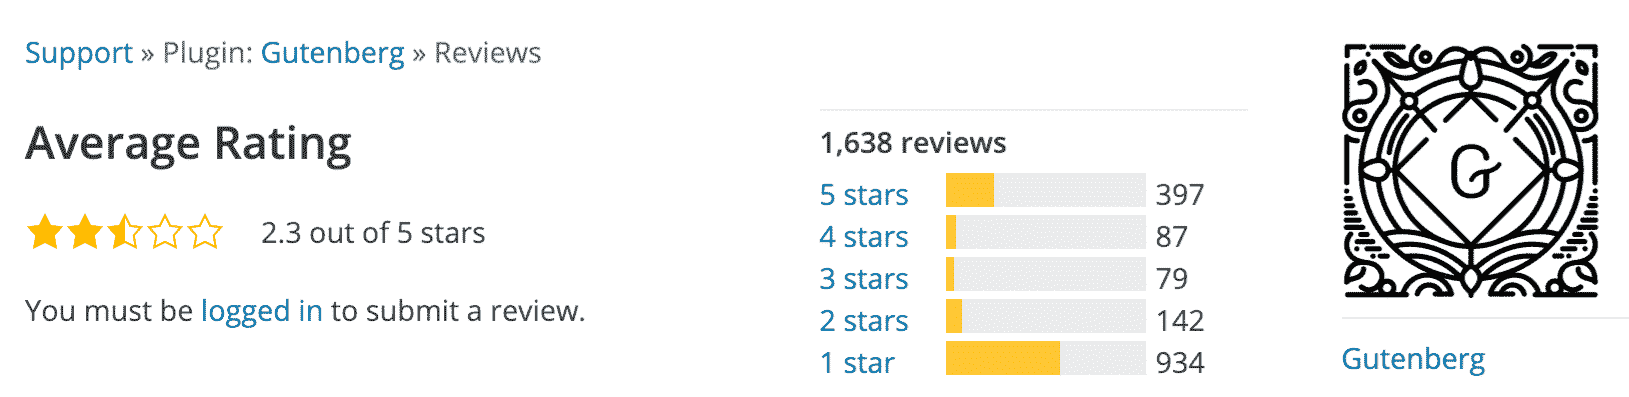 Support » Plugin: Gutenberg » Reviews
Average Rating
2.3 out of 5 stars
You must be logged in to submit a review.
1,638 reviews
5 stars 397
4 stars 87
3 stars 79
2 stars 142
1 star 934
G
Gutenberg